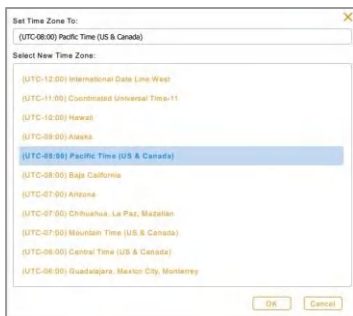 Set Time Zone To:
(UTC-08:00) Pacific Time (US & Canada)
Select New Time Zone:
(UTC-12:00) International Date Line West
(UTC-11:00) Coordinated Universal Time-11
(UTC-10:00) Hawaii
(UTC-09:00) Alaska
(UTC-08:00) Pacific Time (US & Canada)
(UTC-08:00) Baja California
(UTC-07:00) Arizona
(UTC-07:00) Chihuahua, La Paz, Mazatlan
(UTC-07:00) Mountain Time (US & Canada)
(UTC-06:00) Central Time (US & Canada)
(UTC-06:00) Guadalajara, Mexico City, Monterrey
OK Cancel